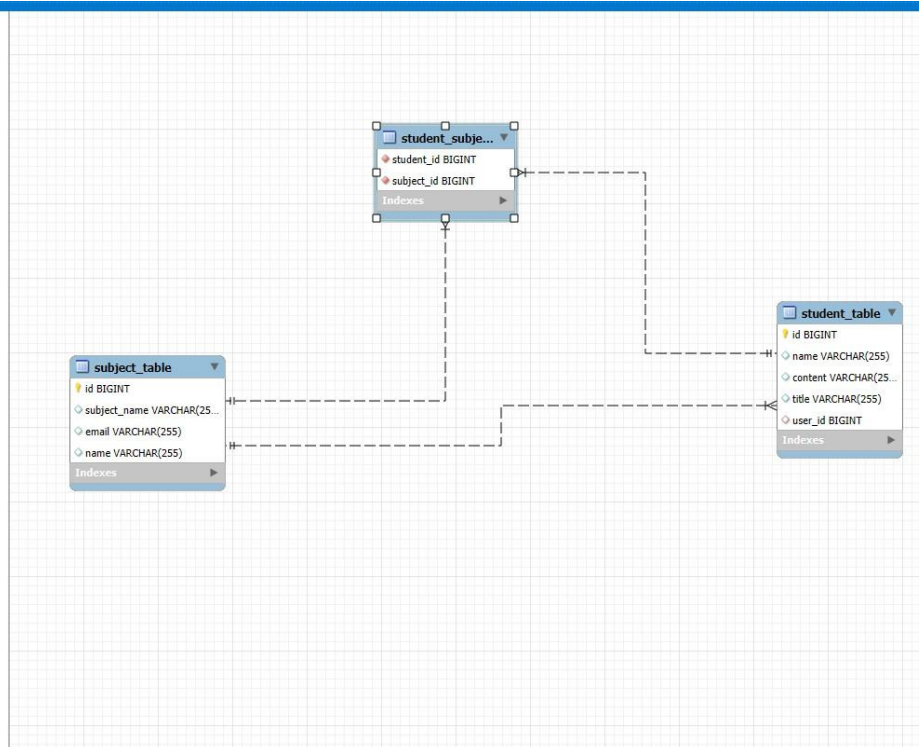 student_subje...
student_id BIGINT
subject_id BIGINT
Indexes
student_table
id BIGINT
name VARCHAR(255)
content VARCHAR(25...
title VARCHAR(255)
user_id BIGINT
Indexes
subject_table
id BIGINT
subject_name VARCHAR(25...
email VARCHAR(255)
name VARCHAR(255)
Indexes